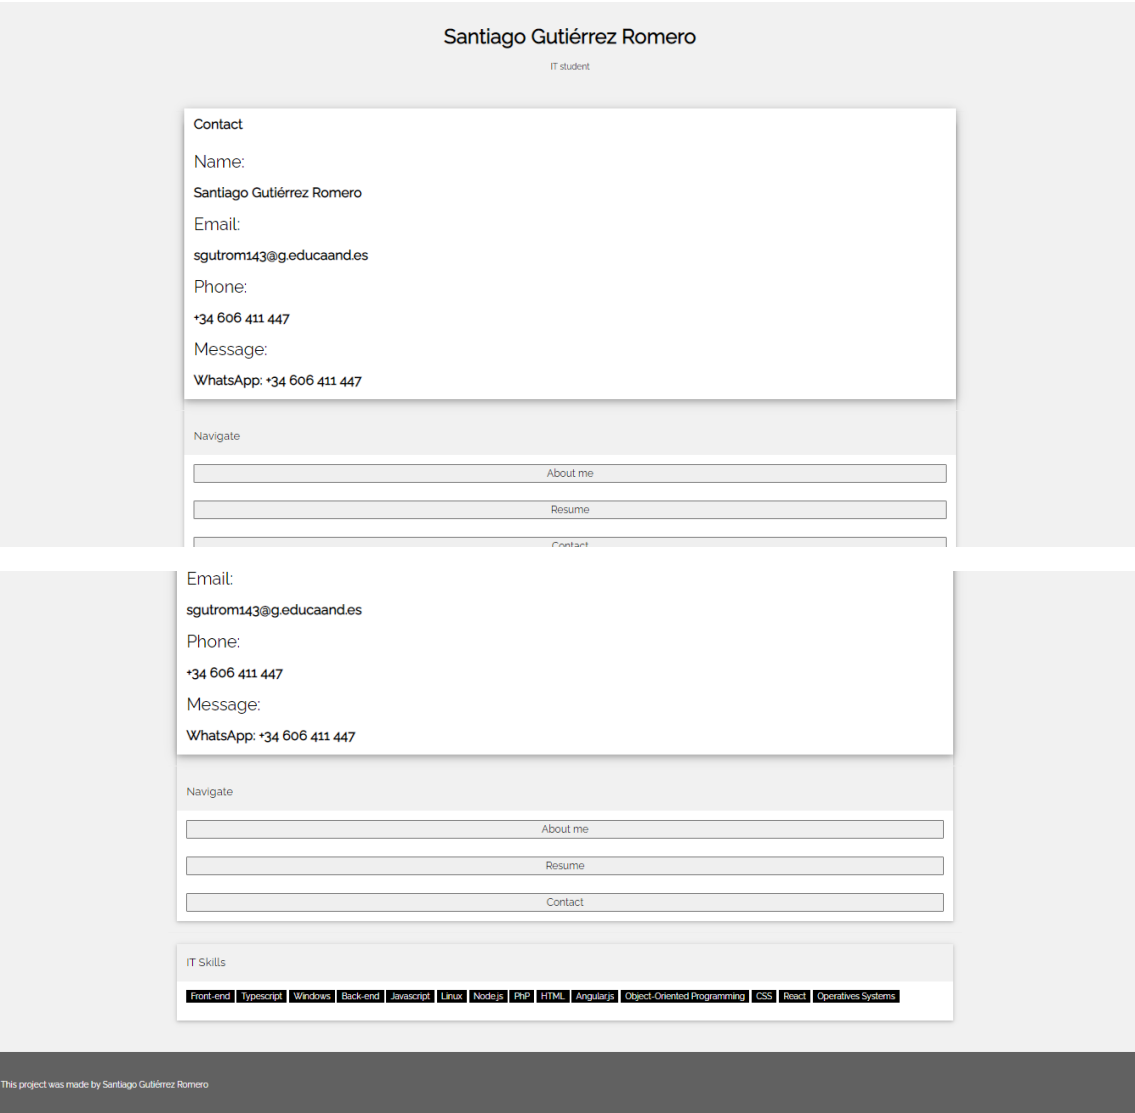 Santiago Gutiérrez Romero
IT student
Contact
Name:
Santiago Gutiérrez Romero
Email:
sgutrom143@g.educaand.es
Phone:
+34 606 411 447
Message:
WhatsApp: +34 606 411 447
Navigate
About me
Resume
Contact
Email:
sgutrom143@g.educaand.es
Phone:
+34 606 411 447
Message:
WhatsApp: +34 606 411 447
Navigate
About me
Resume
Contact
IT Skills
Front-end Typescript Windows Back-end Javascript Linux Node.js PhP HTML Angular.js Object-Oriented Programming CSS React Operatives Systems
This project was made by Santiago Gutiérrez Romero